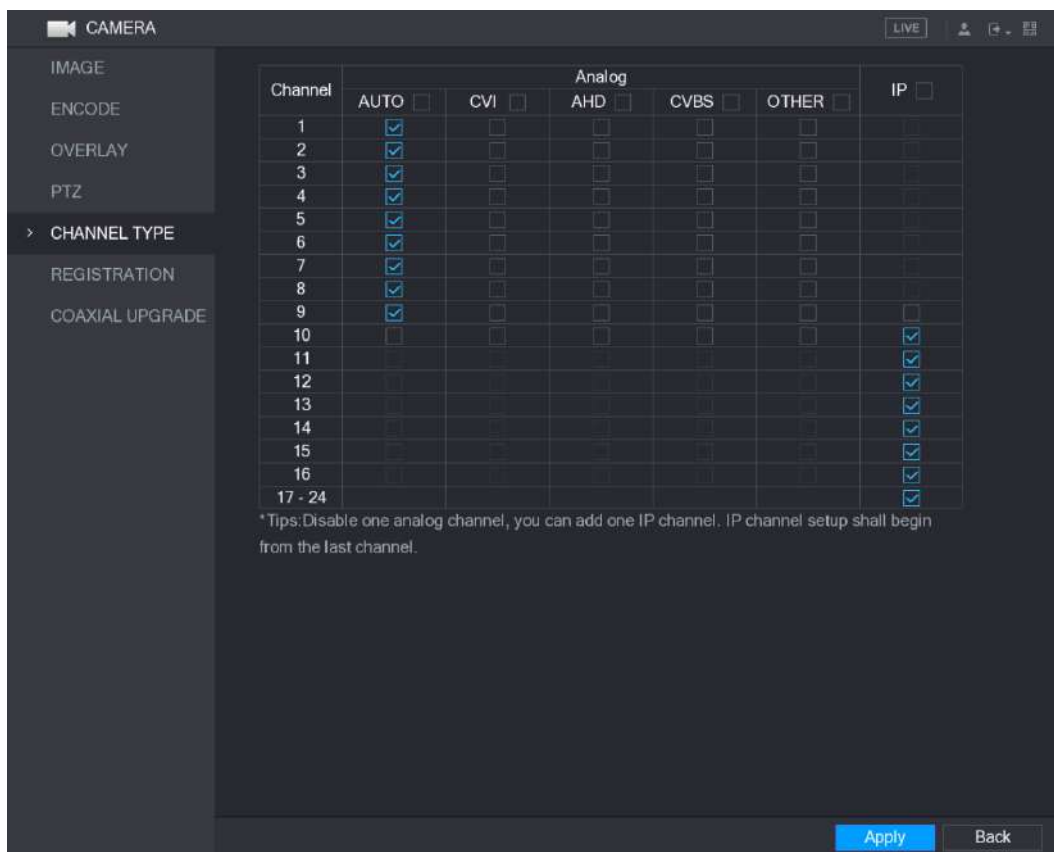 CAMERA
LIVE
IMAGE
ENCODE
OVERLAY
PTZ
CHANNEL TYPE
REGISTRATION
COAXIAL UPGRADE
Channel
Analog
IP
AUTO CVI AHD CVBS OTHER
1
2
3
4
5
6
7
8
9
10
11
12
13
14
15
16
17 - 24
*Tips:Disable one analog channel, you can add one IP channel. IP channel setup shall begin
from the last channel.
Apply Back